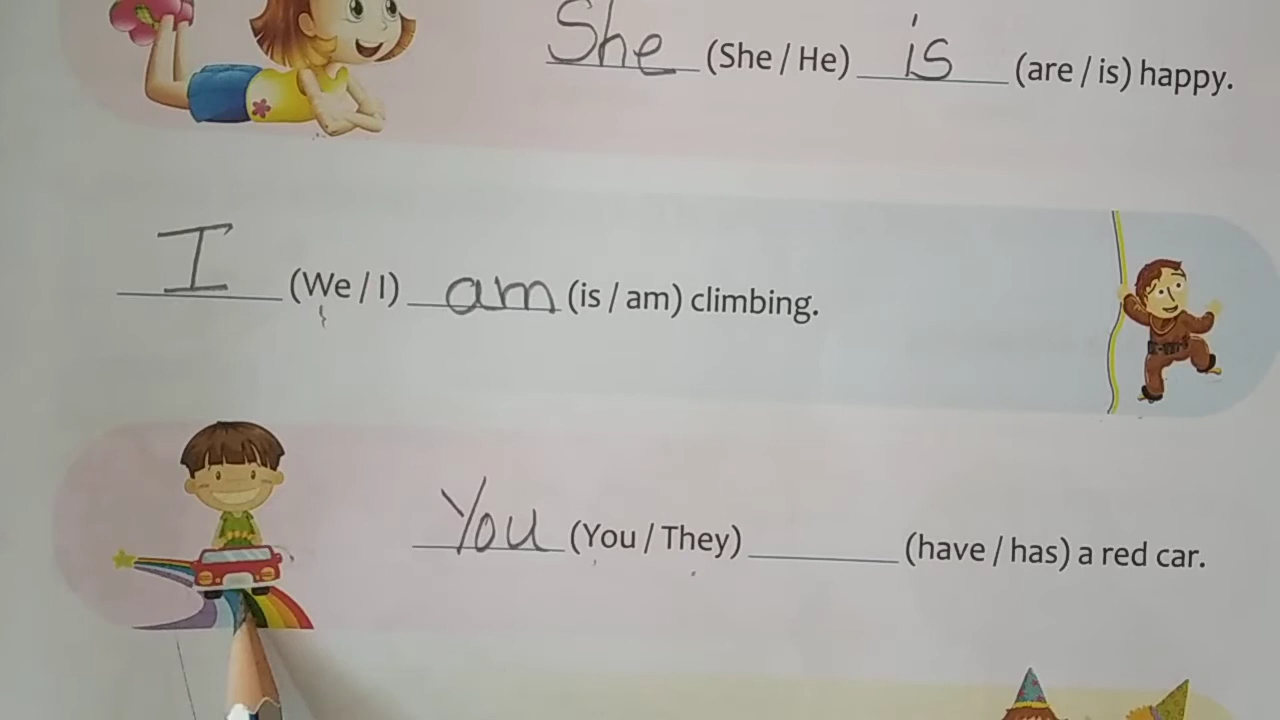 She (She / He) is (are / is) happy.
I (We / I) am (is / am) climbing.
You (You / They) ________ (have / has) a red car.